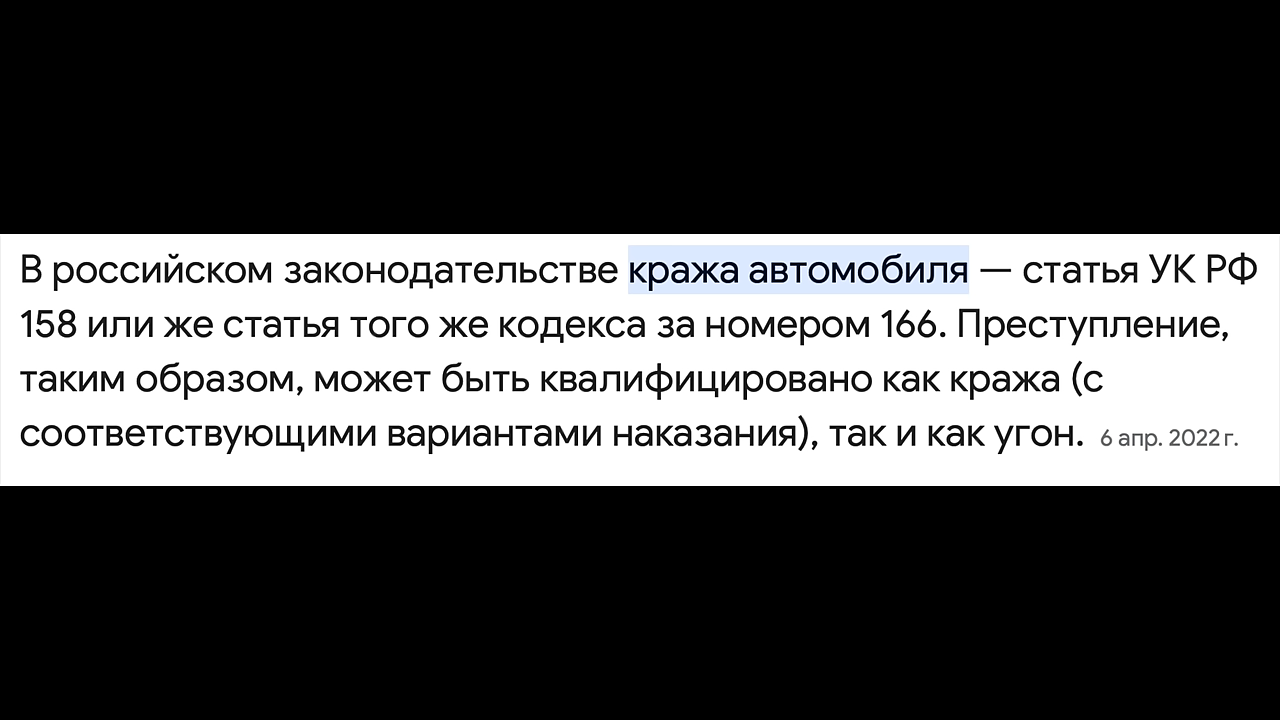 В российском законодательстве кража автомобиля — статья УК РФ
158 или же статья того же кодекса за номером 166. Преступление,
таким образом, может быть квалифицировано как кража (с
соответствующими вариантами наказания), так и как угон. 6 апр. 2022 г.